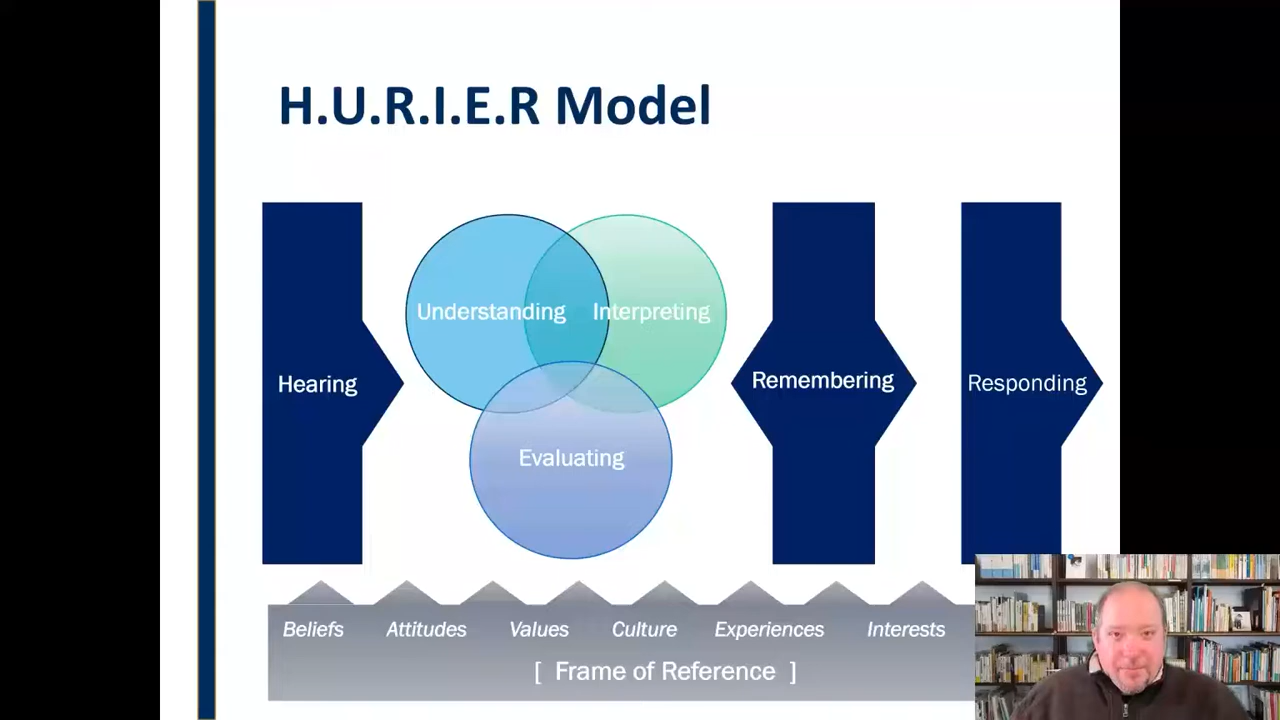 H.U.R.I.E.R Model
Understanding
Interpreting
Hearing
Remembering
Responding
Evaluating
Beliefs Attitudes Values Culture Experiences Interests
[ Frame of Reference ]